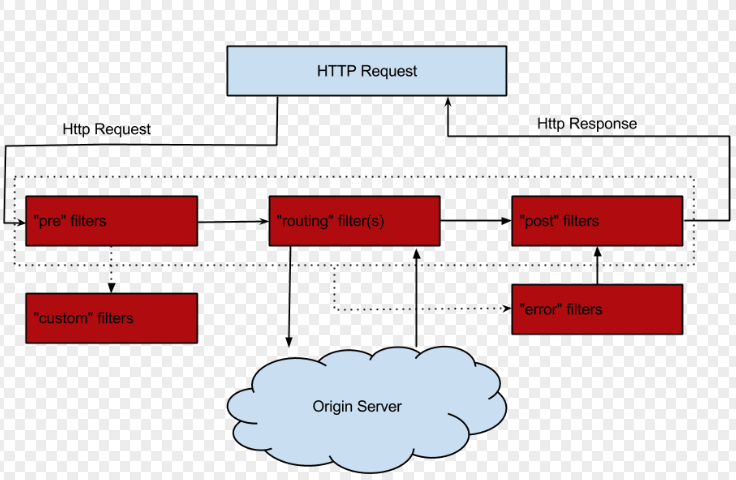 HTTP Request
Http Request
Http Response
"pre" filters
"routing" filter(s)
"post" filters
"custom" filters
"error" filters
Origin Server